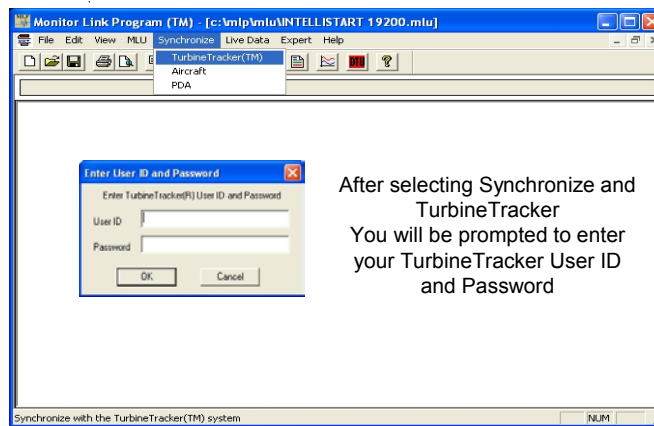 Monitor Link Program (TM) - [c:\mlp\mlu\INTELLISTART 19200.mlu]
File Edit View MLU Synchronize Live Data Expert Help
TurbineTracker(TM)
DTU
Aircraft
PDA
Enter User ID and Password
Enter TurbineTracker(R) User ID and Password
User ID
Password
OK Cancel
After selecting Synchronize and
TurbineTracker
You will be prompted to enter
your TurbineTracker User ID
and Password
Synchronize with the TurbineTracker(TM) system NUM